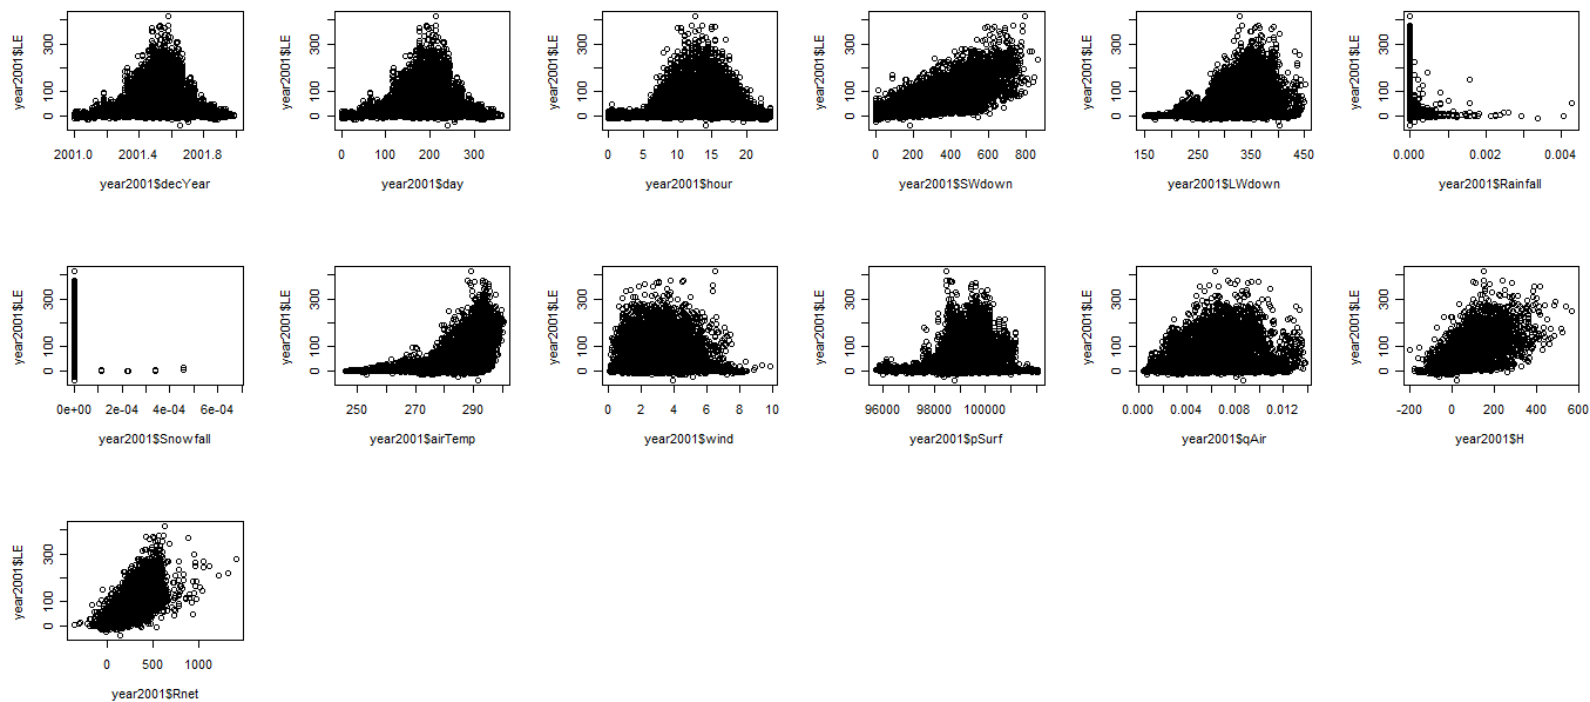 year2001$LE
0 100 300
2001.0 2001.4 2001.8
year2001$decYear
year2001$LE
0 100 300
0 100 200 300
year2001$day
year2001$LE
0 100 300
0 5 10 15 20
year2001$hour
year2001$LE
0 100 300
0 200 400 600 800
year2001$SWdown
year2001$LE
0 100 300
150 250 350 450
year2001$LWdown
year2001$LE
0 100 300
0.000 0.002 0.004
year2001$Rainfall
year2001$LE
0 100 300
0e+00 2e-04 4e-04 6e-04
year2001$Snowfall
year2001$LE
0 100 300
250 270 290
year2001$airTemp
year2001$LE
0 100 300
0 2 4 6 8 10
year2001$wind
year2001$LE
0 100 300
96000 98000 100000
year2001$pSurf
year2001$LE
0 100 300
0.000 0.004 0.008 0.012
year2001$qAir
year2001$LE
0 100 300
-200 0 200 400 600
year2001$H
year2001$LE
0 100 300
0 500 1000
year2001$Rnet